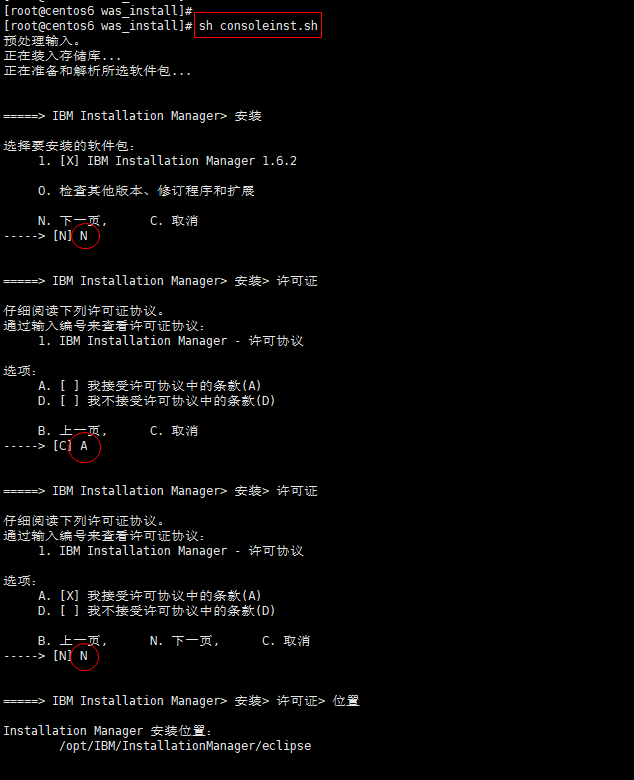 [root@centos6 was_install]#
[root@centos6 was_install]# sh consoleinst.sh
预处理输入。
正在装入存储库...
正在准备和解析所选软件包...
=====> IBM Installation Manager> 安装
选择要安装的软件包:
1. [X] IBM Installation Manager 1.6.2
O. 检查其他版本、修订程序和扩展
N. 下一页, C. 取消
-----> [N] N
=====> IBM Installation Manager> 安装> 许可证
仔细阅读下列许可证协议。
通过输入编号来查看许可证协议:
1. IBM Installation Manager - 许可协议
选项:
A. [ ] 我接受许可协议中的条款(A)
D. [ ] 我不接受许可协议中的条款(D)
B. 上一页, C. 取消
-----> [C] A
=====> IBM Installation Manager> 安装> 许可证
仔细阅读下列许可证协议。
通过输入编号来查看许可证协议:
1. IBM Installation Manager - 许可协议
选项:
A. [X] 我接受许可协议中的条款(A)
D. [ ] 我不接受许可协议中的条款(D)
B. 上一页, N. 下一页, C. 取消
-----> [N] N
=====> IBM Installation Manager> 安装> 许可证> 位置
Installation Manager 安装位置:
/opt/IBM/InstallationManager/eclipse